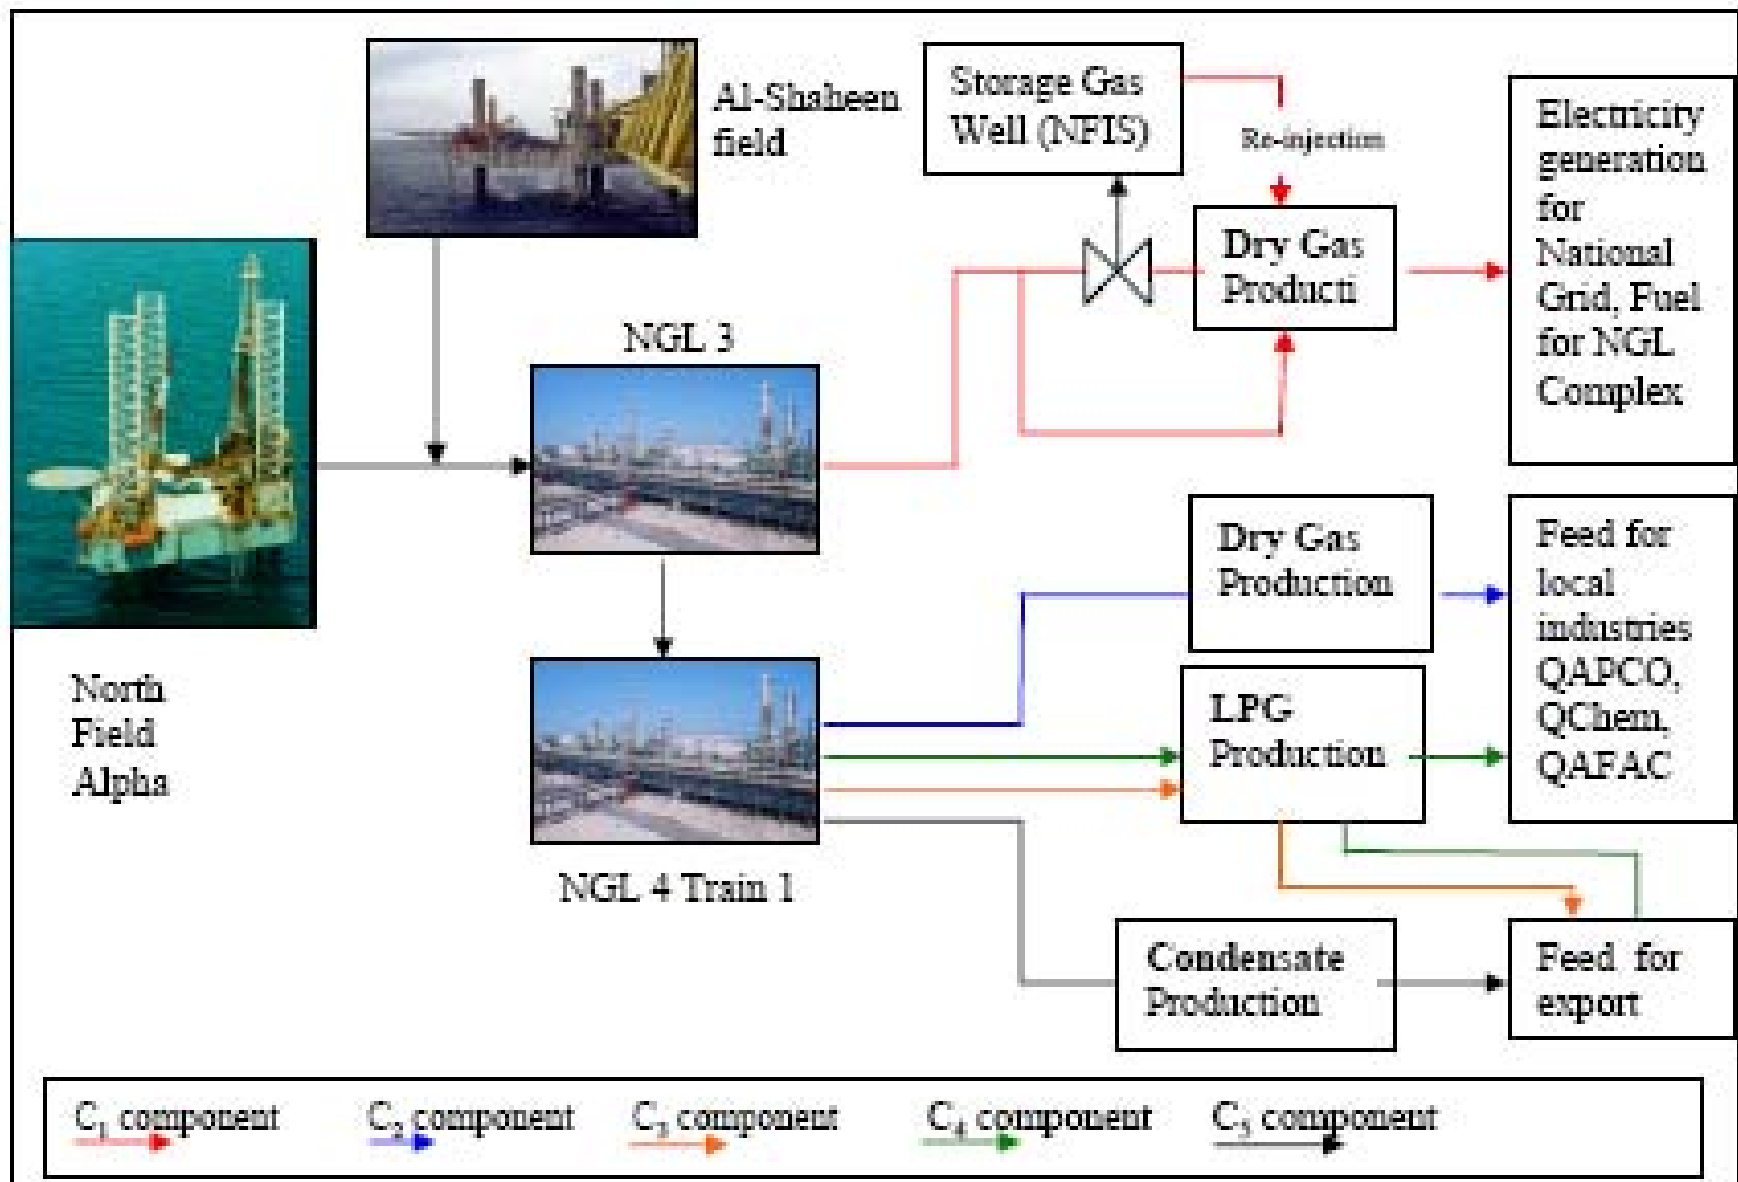 Al-Shaheen
field
Storage Gas
Well (NFIS)
Re-injection
Dry Gas
Producti
Electricity
generation
for
National
Grid, Fuel
for NGL
Complex
NGL 3
North
Field
Alpha
NGL 4 Train 1
Dry Gas
Production
LPG
Production
Feed for
local
industries
QAPCO,
QChem,
QAFAC
Condensate
Production
Feed for
export
C₁ component
C₂ component
C₃ component
C₄ component
C₅ component